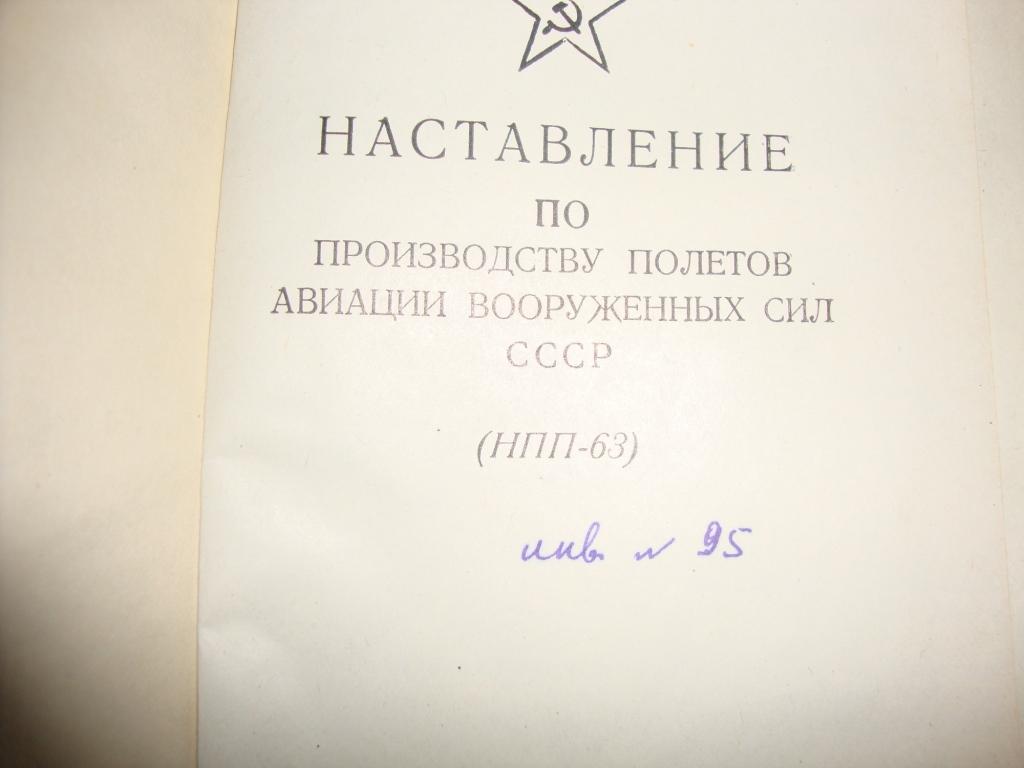 НАСТАВЛЕНИЕ
ПО
ПРОИЗВОДСТВУ ПОЛЕТОВ
АВИАЦИИ ВООРУЖЕННЫХ СИЛ
СССР
(НПП-63)
инв. № 95